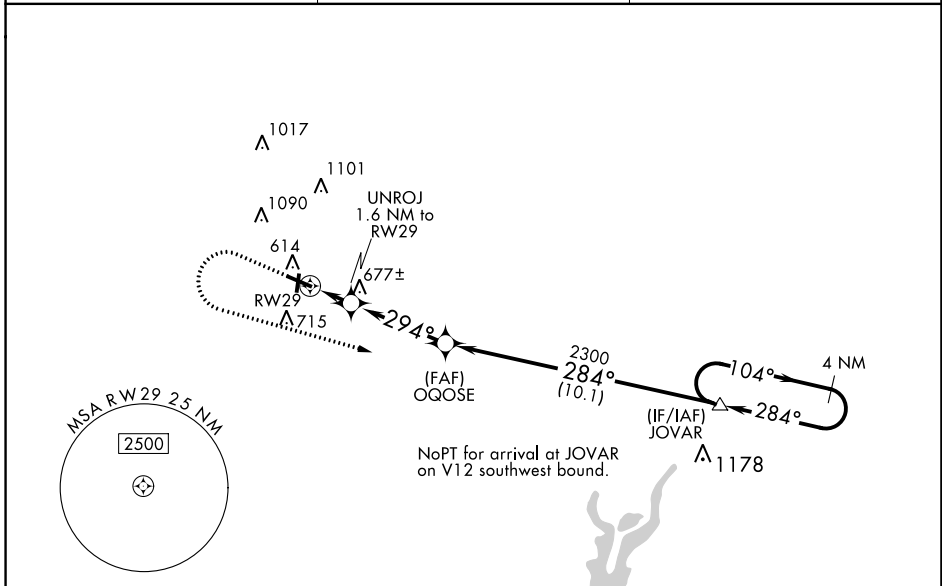 1017
1101
1090
UNROJ
1.6 NM to
RW29
614
677±
RW29
715
294°
(FAF)
OQOSE
2300
284°
(10.1)
104°
4 NM
284°
(IF/IAF)
JOVAR
1178
NoPT for arrival at JOVAR
on V12 southwest bound.
MSA RW29 25 NM
2500